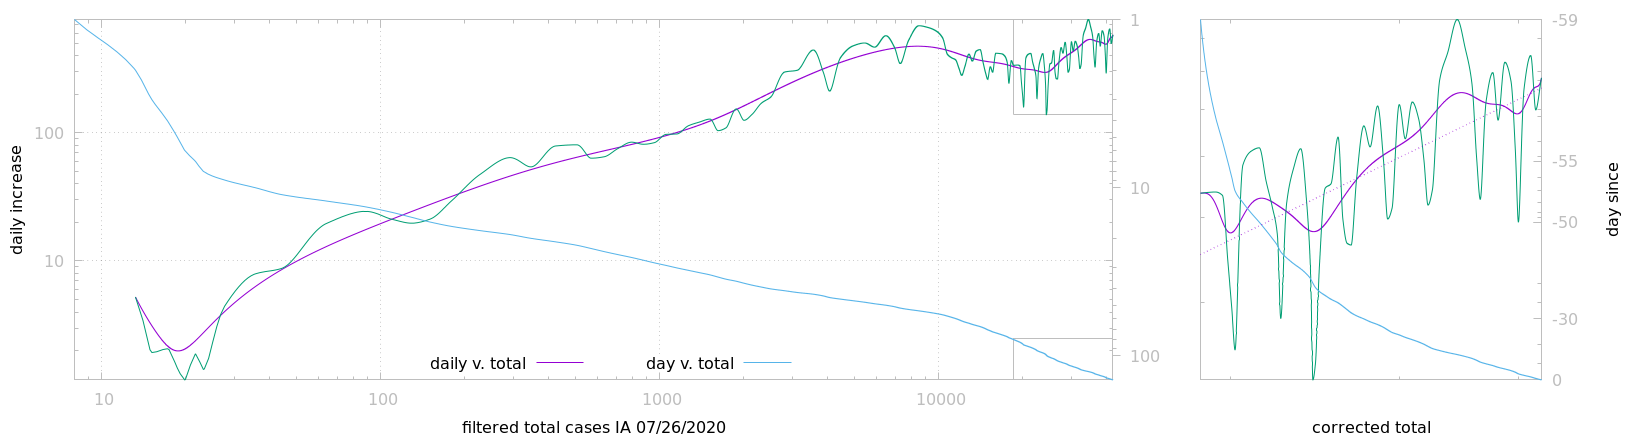 1
-59
100
daily increase
10
10
-55
-50
day since
-30
daily v. total
day v. total
100
0
10
100
1000
10000
filtered total cases IA 07/26/2020
corrected total